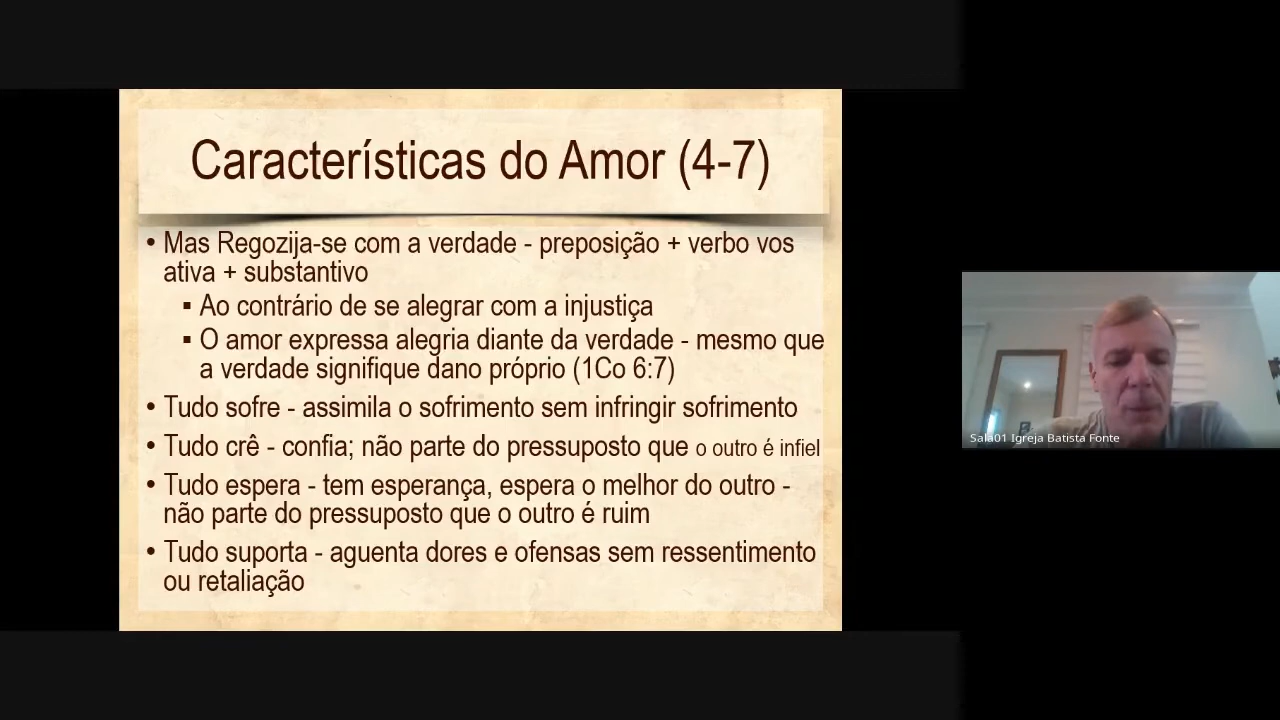 Características do Amor (4-7)
• Mas Regozija-se com a verdade - preposição + verbo vos
ativa + substantivo
▪ Ao contrário de se alegrar com a injustiça
▪ O amor expressa alegria diante da verdade - mesmo que
a verdade signifique dano próprio (1Co 6:7)
• Tudo sofre - assimila o sofrimento sem infringir sofrimento
• Tudo crê - confia; não parte do pressuposto que o outro é infiel
• Tudo espera - tem esperança, espera o melhor do outro -
não parte do pressuposto que o outro é ruim
• Tudo suporta - aguenta dores e ofensas sem ressentimento
ou retaliação
Sala01 Igreja Batista Fonte